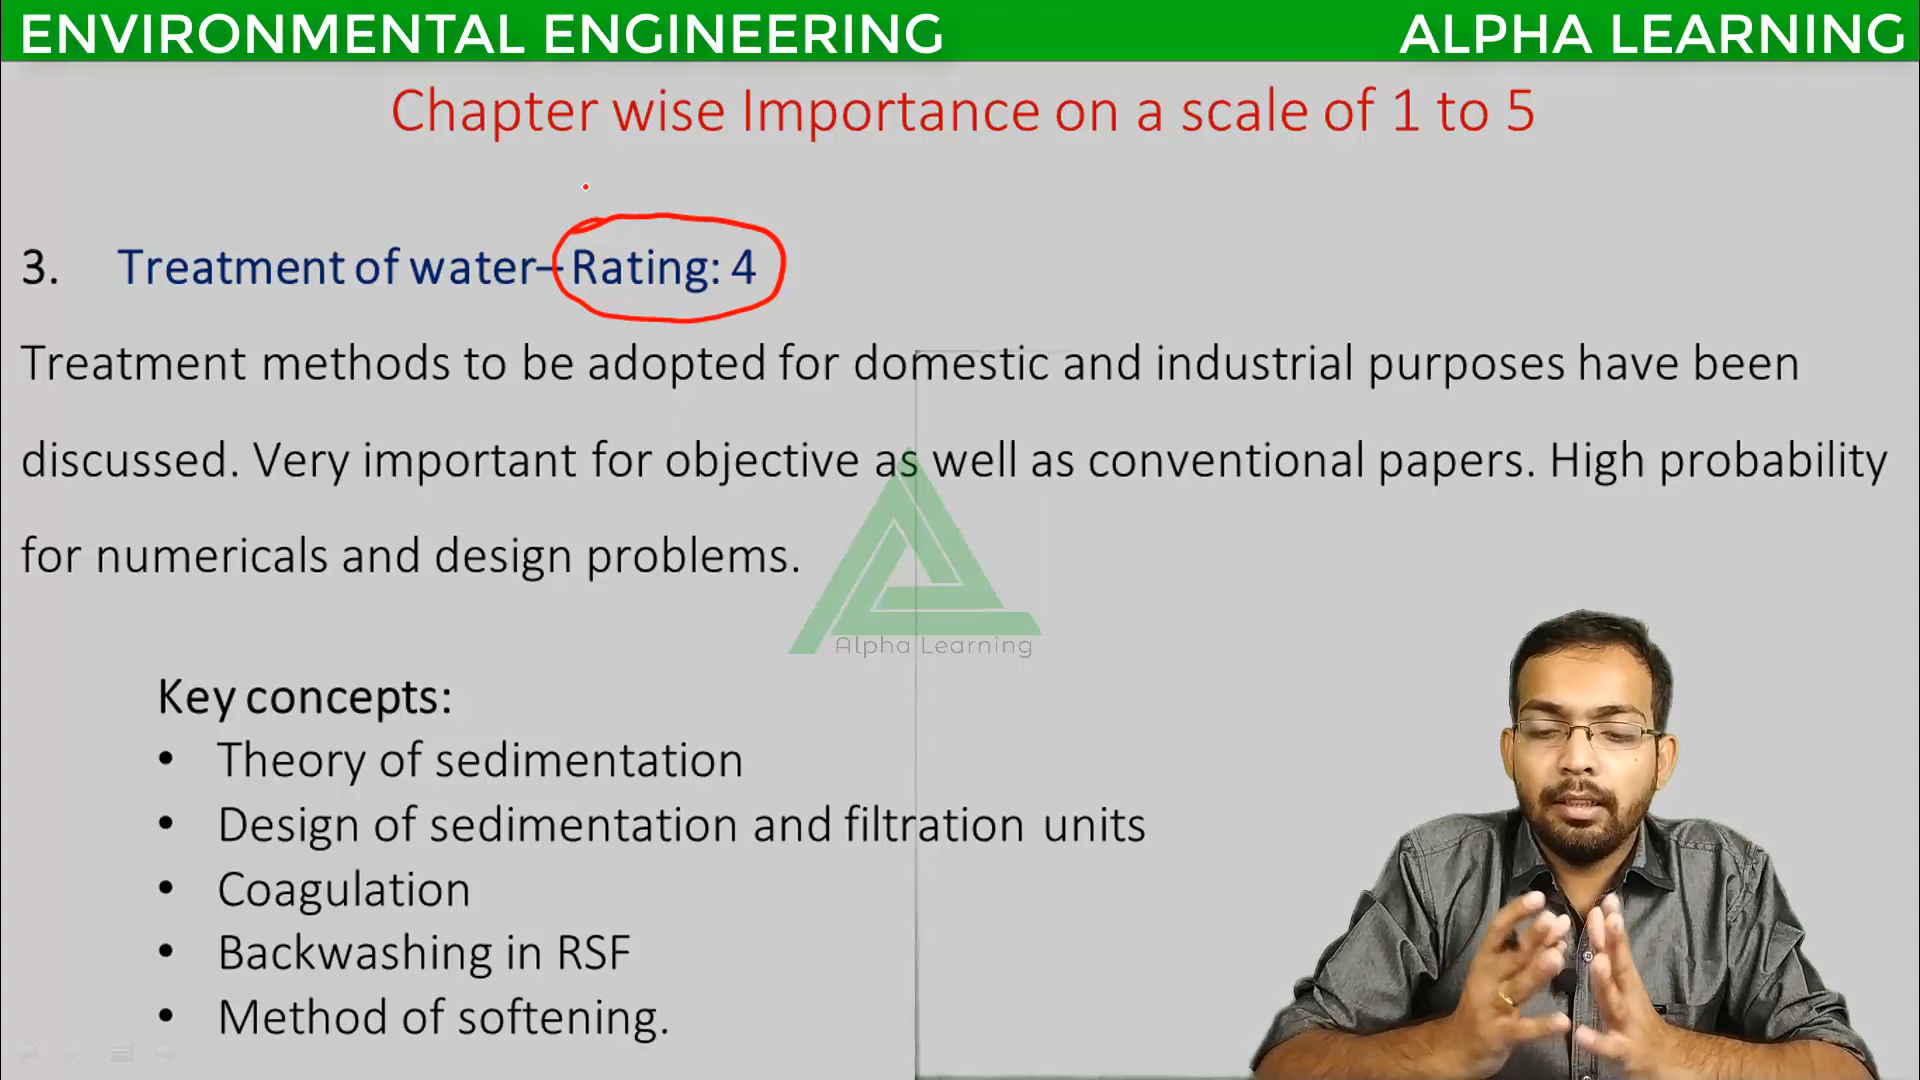 ENVIRONMENTAL ENGINEERING
ALPHA LEARNING
Chapter wise Importance on a scale of 1 to 5
3. Treatment of water– Rating: 4
Treatment methods to be adopted for domestic and industrial purposes have been
discussed. Very important for objective as well as conventional papers. High probability
for numericals and design problems.
Alpha Learning
Key concepts:
• Theory of sedimentation
• Design of sedimentation and filtration units
• Coagulation
• Backwashing in RSF
• Method of softening.